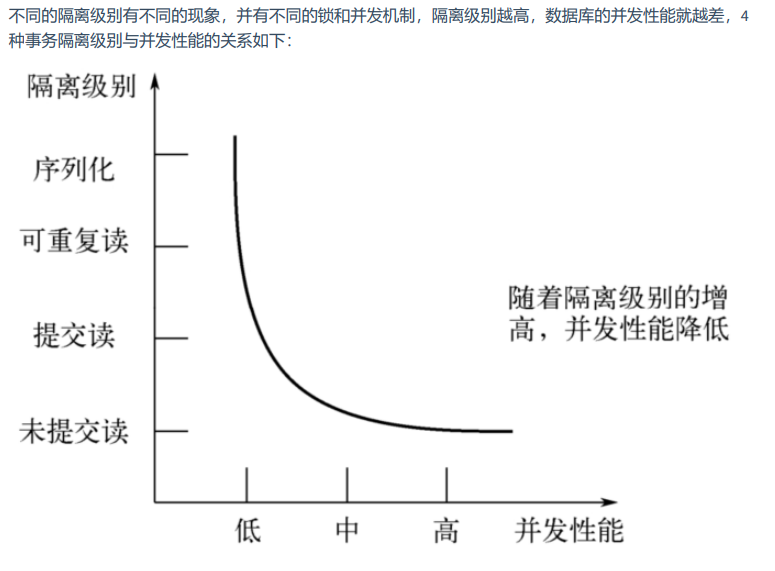 不同的隔离级别有不同的现象，并有不同的锁和并发机制，隔离级别越高，数据库的并发性能就越差，4
种事务隔离级别与并发性能的关系如下：
隔离级别
序列化
可重复读
随着隔离级别的增
高，并发性能降低
提交读
未提交读
低 中 高 并发性能